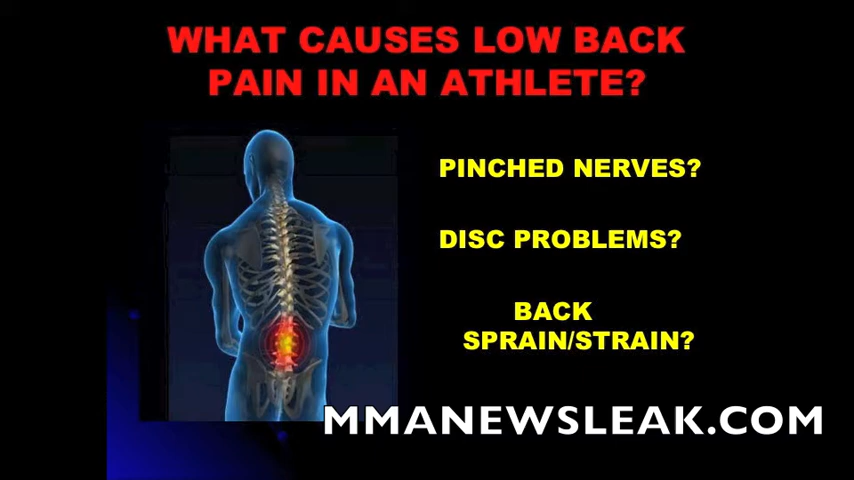 WHAT CAUSES LOW BACK
PAIN IN AN ATHLETE?
PINCHED NERVES?
DISC PROBLEMS?
BACK
SPRAIN/STRAIN?
MMANEWSLEAK.COM